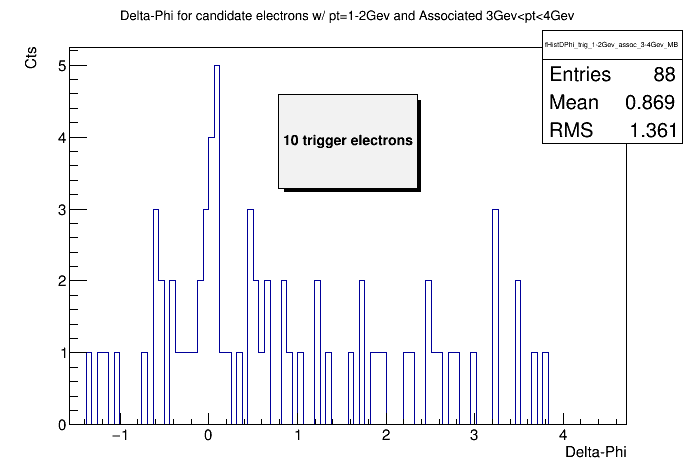 Delta-Phi for candidate electrons w/ pt=1-2Gev and Associated 3Gev<pt<4Gev
Cts
fHistDPhi_trig_1-2Gev_assoc_3-4Gev_MB
Entries 88
Mean 0.869
RMS 1.361
10 trigger electrons
5
4
3
2
1
0
−1 0 1 2 3 4
Delta-Phi